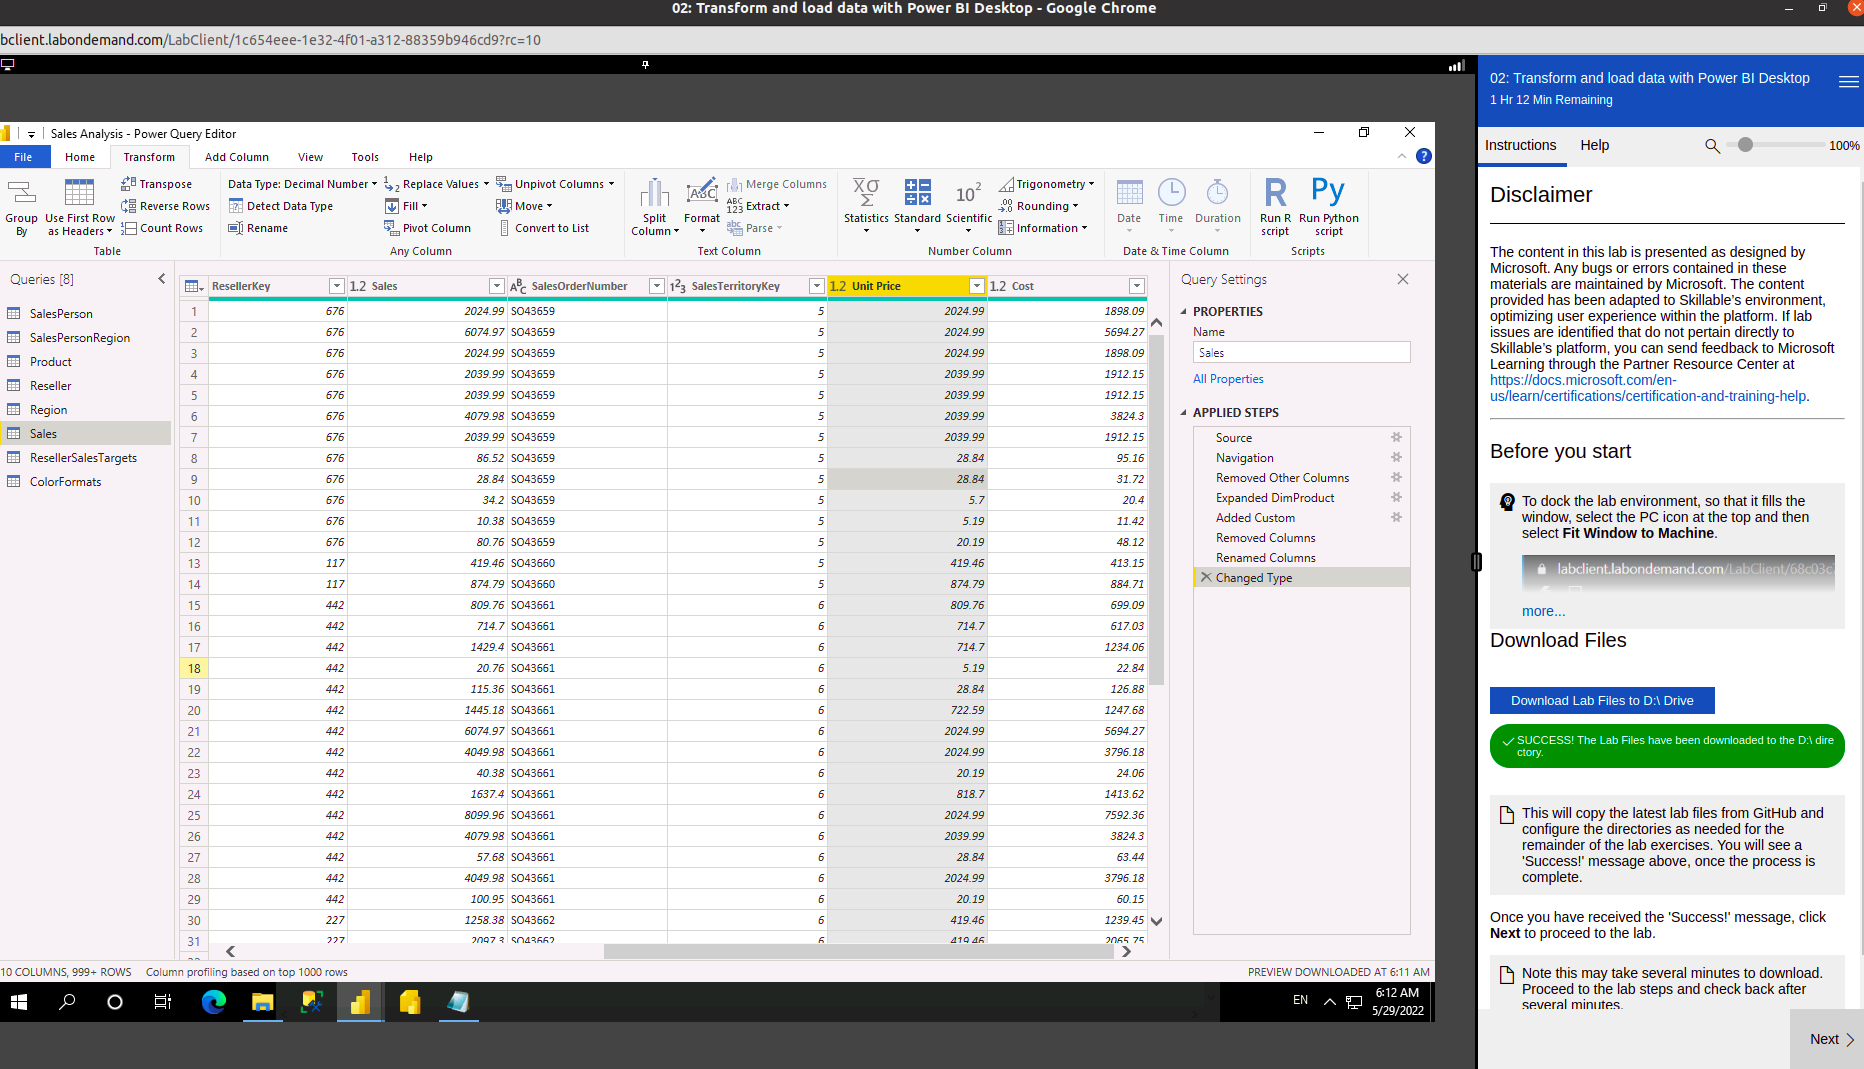 02: Transform and load data with Power BI Desktop - Google Chrome
bclient.labondemand.com/LabClient/1c654eee-1e32-4f01-a312-88359b946cd9?rc=10
Sales Analysis - Power Query Editor
File Home Transform Add Column View Tools Help
Group By
Use First Row as Headers
Transpose
Reverse Rows
Count Rows
Table
Data Type: Decimal Number
Detect Data Type
Rename
Replace Values
Fill
Pivot Column
Unpivot Columns
Move
Convert to List
Any Column
Split Column
Format
Merge Columns
Extract
Parse
Text Column
Statistics
Standard
Scientific
Trigonometry
Rounding
Information
Number Column
Date
Time
Duration
Date & Time Column
Run R script
Run Python script
Scripts
Queries [8]
SalesPerson
SalesPersonRegion
Product
Reseller
Region
Sales
ResellerSalesTargets
ColorFormats
ResellerKey 1.2 Sales ABC SalesOrderNumber 123 SalesTerritoryKey 1.2 Unit Price 1.2 Cost
1 676 2024.99 SO43659 5 2024.99 1898.09
2 676 6074.97 SO43659 5 2024.99 5694.27
3 676 2024.99 SO43659 5 2024.99 1898.09
4 676 2039.99 SO43659 5 2039.99 1912.15
5 676 2039.99 SO43659 5 2039.99 1912.15
6 676 4079.98 SO43659 5 2039.99 3824.3
7 676 2039.99 SO43659 5 2039.99 1912.15
8 676 86.52 SO43659 5 28.84 95.16
9 676 28.84 SO43659 5 28.84 31.72
10 676 34.2 SO43659 5 5.7 20.4
11 676 10.38 SO43659 5 5.19 11.42
12 676 80.76 SO43659 5 20.19 48.12
13 117 419.46 SO43660 5 419.46 413.15
14 117 874.79 SO43660 5 874.79 884.71
15 442 809.76 SO43661 6 809.76 699.09
16 442 714.7 SO43661 6 714.7 617.03
17 442 1429.4 SO43661 6 714.7 1234.06
18 442 20.76 SO43661 6 5.19 22.84
19 442 115.36 SO43661 6 28.84 126.88
20 442 1445.18 SO43661 6 722.59 1247.68
21 442 6074.97 SO43661 6 2024.99 5694.27
22 442 4049.98 SO43661 6 2024.99 3796.18
23 442 40.38 SO43661 6 20.19 24.06
24 442 1637.4 SO43661 6 818.7 1413.62
25 442 8099.96 SO43661 6 2024.99 7592.36
26 442 4079.98 SO43661 6 2039.99 3824.3
27 442 57.68 SO43661 6 28.84 63.44
28 442 4049.98 SO43661 6 2024.99 3796.18
29 442 100.95 SO43661 6 20.19 60.15
30 227 1258.38 SO43662 6 419.46 1239.45
31 227 2097.3 SO43662 6 419.46 2065.75
Query Settings
PROPERTIES
Name
Sales
All Properties
APPLIED STEPS
Source
Navigation
Removed Other Columns
Expanded DimProduct
Added Custom
Removed Columns
Renamed Columns
Changed Type
10 COLUMNS, 999+ ROWS Column profiling based on top 1000 rows
PREVIEW DOWNLOADED AT 6:11 AM
EN
6:12 AM
5/29/2022
02: Transform and load data with Power BI Desktop
1 Hr 12 Min Remaining
Instructions Help 100%
Disclaimer
The content in this lab is presented as designed by
Microsoft. Any bugs or errors contained in these
materials are maintained by Microsoft. The content
provided has been adapted to Skillable's environment,
optimizing user experience within the platform. If lab
issues are identified that do not pertain directly to
Skillable's platform, you can send feedback to Microsoft
Learning through the Partner Resource Center at
https://docs.microsoft.com/en-
us/learn/certifications/certification-and-training-help.
Before you start
To dock the lab environment, so that it fills the
window, select the PC icon at the top and then
select Fit Window to Machine.
labclient.labondemand.com/LabClient/68c03c
more...
Download Files
Download Lab Files to D:\ Drive
SUCCESS! The Lab Files have been downloaded to the D:\ dire
ctory.
This will copy the latest lab files from GitHub and
configure the directories as needed for the
remainder of the lab exercises. You will see a
'Success!' message above, once the process is
complete.
Once you have received the 'Success!' message, click
Next to proceed to the lab.
Note this may take several minutes to download.
Proceed to the lab steps and check back after
several minutes.
Next